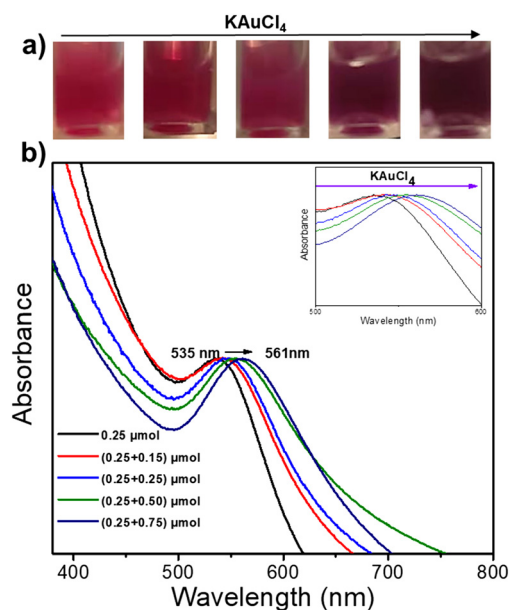 KAuCl4
a)
b)
KAuCl4
Absorbance
500
600
Wavelength (nm)
Absorbance
535 nm
561nm
0.25 µmol
(0.25+0.15) µmol
(0.25+0.25) µmol
(0.25+0.50) µmol
(0.25+0.75) µmol
400 500 600 700 800
Wavelength (nm)